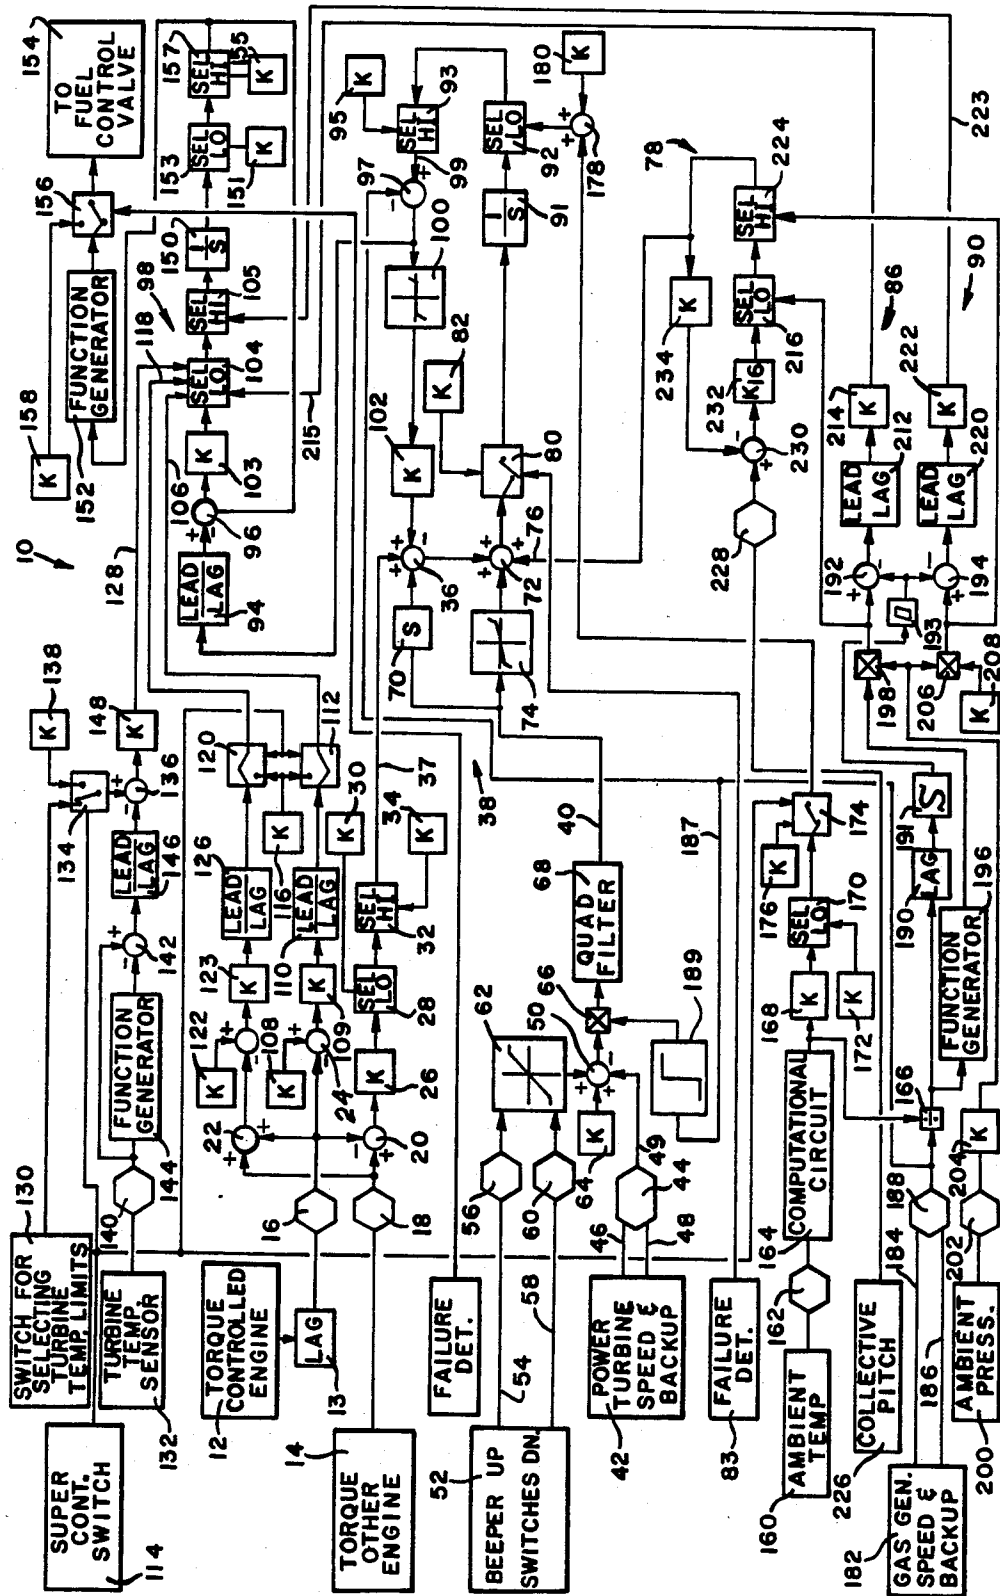 SUPER
CONT.
SWITCH
114
SWITCH FOR
SELECTING
TURBINE
TEMP. LIMITS
130
TURBINE
TEMP.
SENSOR
132
140
FUNCTION
GENERATOR
144
142
LEAD
LAG
146
134
K
138
136
K
148
128
10
K
158
FUNCTION
GENERATOR
152
156
TO
FUEL
CONTROL
VALVE
154
TORQUE
CONTROLLED
ENGINE
12
LAG
13
16
TORQUE
OTHER
ENGINE
14
18
22
20
K
122
K
108
24
K
123
K
109
K
26
LEAD
LAG
126
LEAD
LAG
110
K
116
SEL
LO
28
K
30
SEL
HI
32
K
34
37
120
112
LEAD
LAG
94
96
106
K
103
SEL
LO
104
118
98
SEL
HI
105
I
S
150
SEL
LO
153
K
151
SEL
HI
157
K
155
215
FAILURE
DET.
BEEPER UP
SWITCHES DN.
52
54
58
56
60
62
K
64
50
66
POWER
TURBINE
SPEED &
BACKUP
42
46
48
44
49
189
QUAD
FILTER
68
40
38
187
S
70
36
K
102
100
97
99
SEL
HI
93
K
95
74
72
76
80
K
82
I
S
91
SEL
LO
92
178
K
180
FAILURE
DET.
83
AMBIENT
TEMP
160
162
COMPUTATIONAL
CIRCUIT
164
K
168
K
172
SEL
LO
170
K
176
174
228
230
K16
232
K
234
SEL
LO
216
SEL
HI
224
78
COLLECTIVE
PITCH
226
GAS GEN.
SPEED &
BACKUP
182
184
186
188
166
FUNCTION
GENERATOR
196
LAG
190
191
AMBIENT
PRESS.
200
202
K
204
198
206
K
208
193
192
194
LEAD
LAG
212
K
214
86
LEAD
LAG
220
K
222
90
223